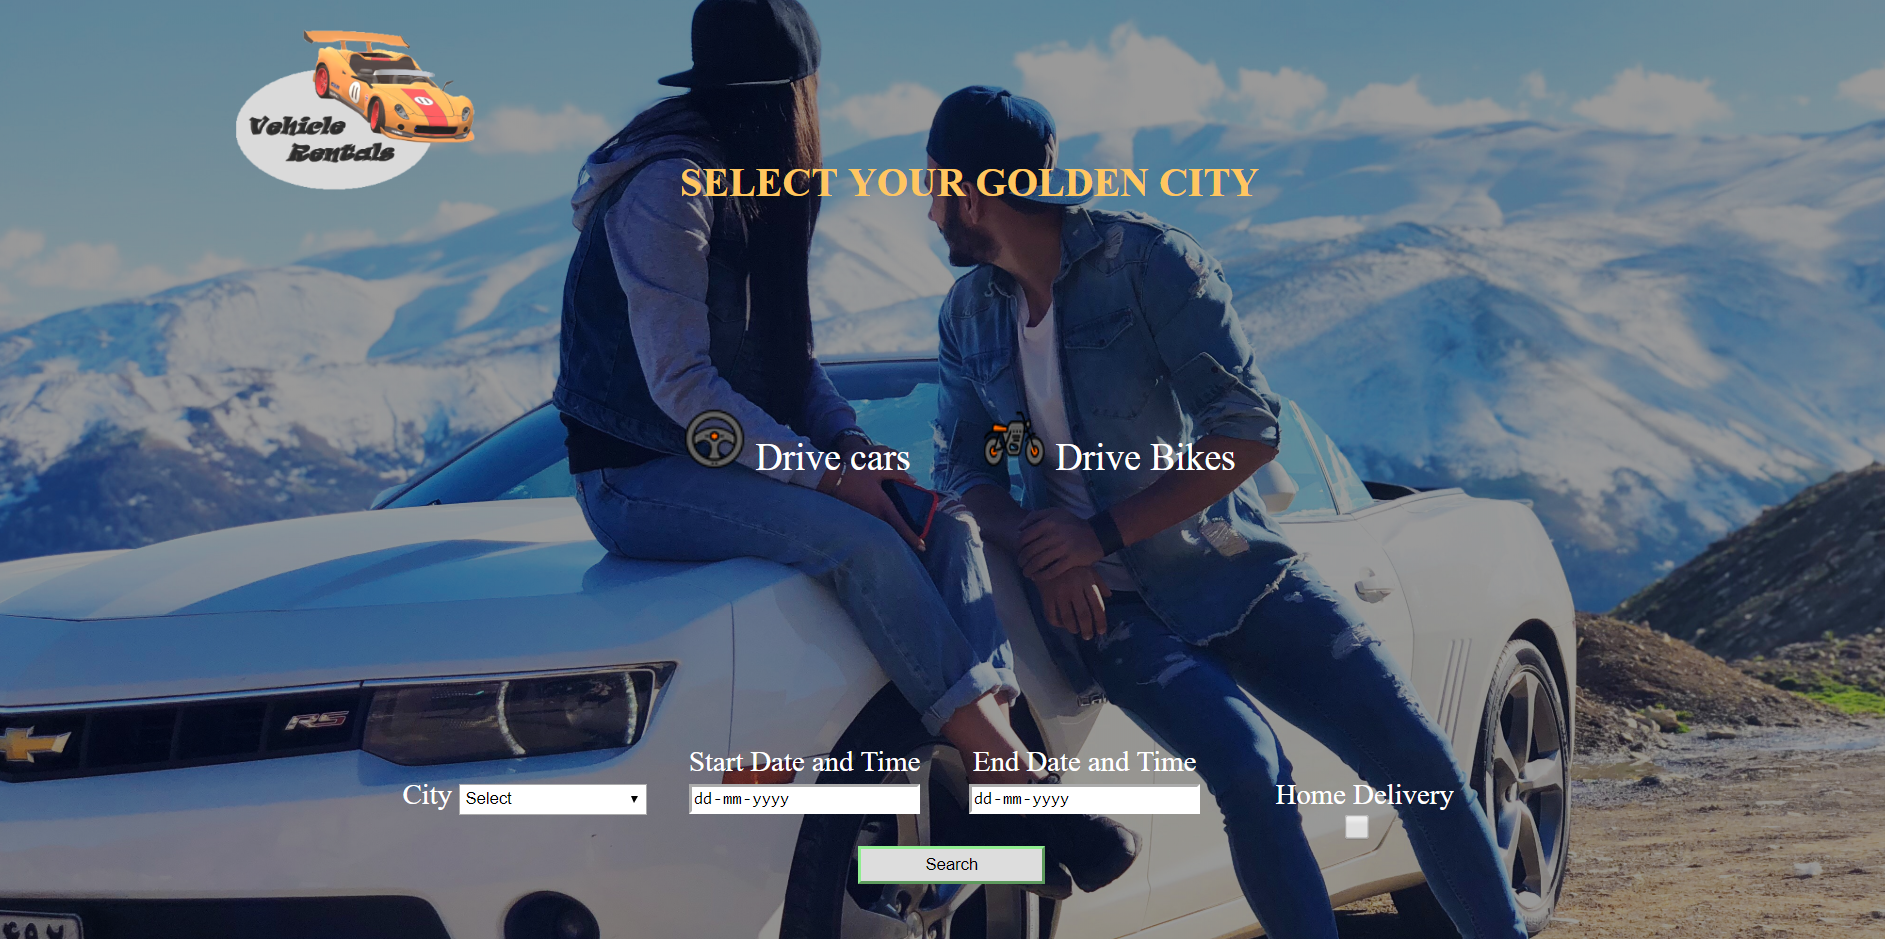 Vehicle
Rentals
SELECT YOUR GOLDEN CITY
Drive cars
Drive Bikes
RS
Start Date and Time
End Date and Time
City
Select
dd-mm-yyyy
dd-mm-yyyy
Home Delivery
Search